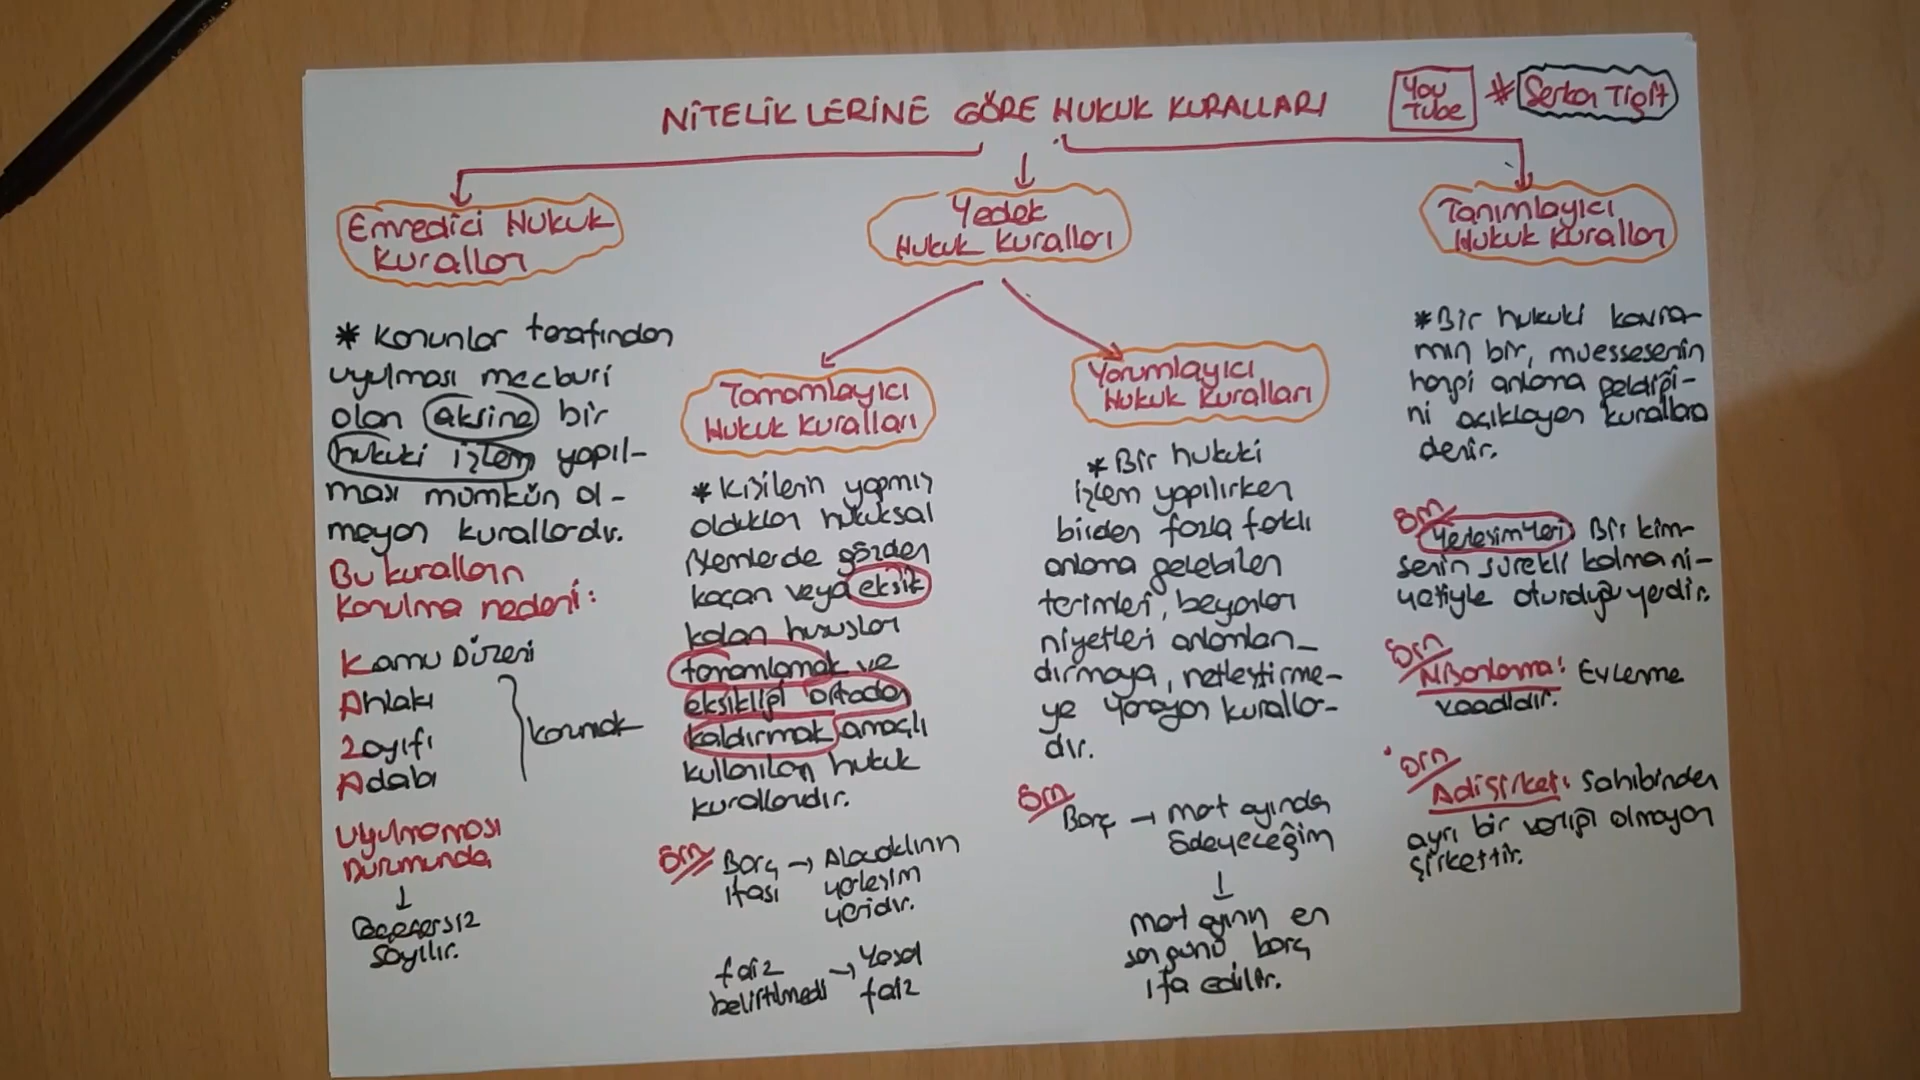 NİTELİKLERİNE GÖRE HUKUK KURALLARI
You
Tube
* Serkan Tigit
Emredici Hukuk
Kurallar
* Kanunlar tarafından
uyulması mecburi
olan aksine bir
hukuki işlem yapıl-
ması mümkün ol-
mayan kurallardır.
Bu kuralların
Konulma nedeni:
Kamu Düzeni
Ahlakı
Zayıfı
Adabı
korumak
Uyulmaması
Durmunda
↓
Geçersiz
Sayılır.
Yedek
Hukuk Kuralları
Tamamlayıcı
Hukuk Kuralları
* Kişilerin yapmış
oldukları hukuksal
işlemlerde gözden
kaçan veya eksik
kalan hususları
tamamlamak ve
eksikliği ortadan
kaldırmak amaçlı
kullanılan hukuk
kurallarıdır.
Örn Borç → Alacaklının
ifası yerleşim
yeridir.
faiz → Yasal
belirtilmedi faiz
Yorumlayıcı
Hukuk Kuralları
* Bir hukuki
işlem yapılırken
birden fazla farklı
anlama gelebilen
terimleri, beyanları
niyetleri anlamlan-
dırmaya, netleştirme-
ye yarayan kuralla-
dır.
Örn Borç → mart ayında
ödeyeceğim
↓
mart ayının en
son günü borç
ifa edilir.
Tanımlayıcı
Hukuk Kurallar
* Bir hukuki kavra-
mın bir, muessesenin
hangi anlama geldiği-
ni açıklayan kurallara
denir.
Örn
Yerleşim Yeri Bir kim-
senin sürekli kalma ni-
yetiyle oturduğu yerdir.
Örn
Nişanlanma: Evlenme
vaadidir.
Örn
Adi Şirket: Sahibinden
ayrı bir varlığı olmayan
şirkettir.